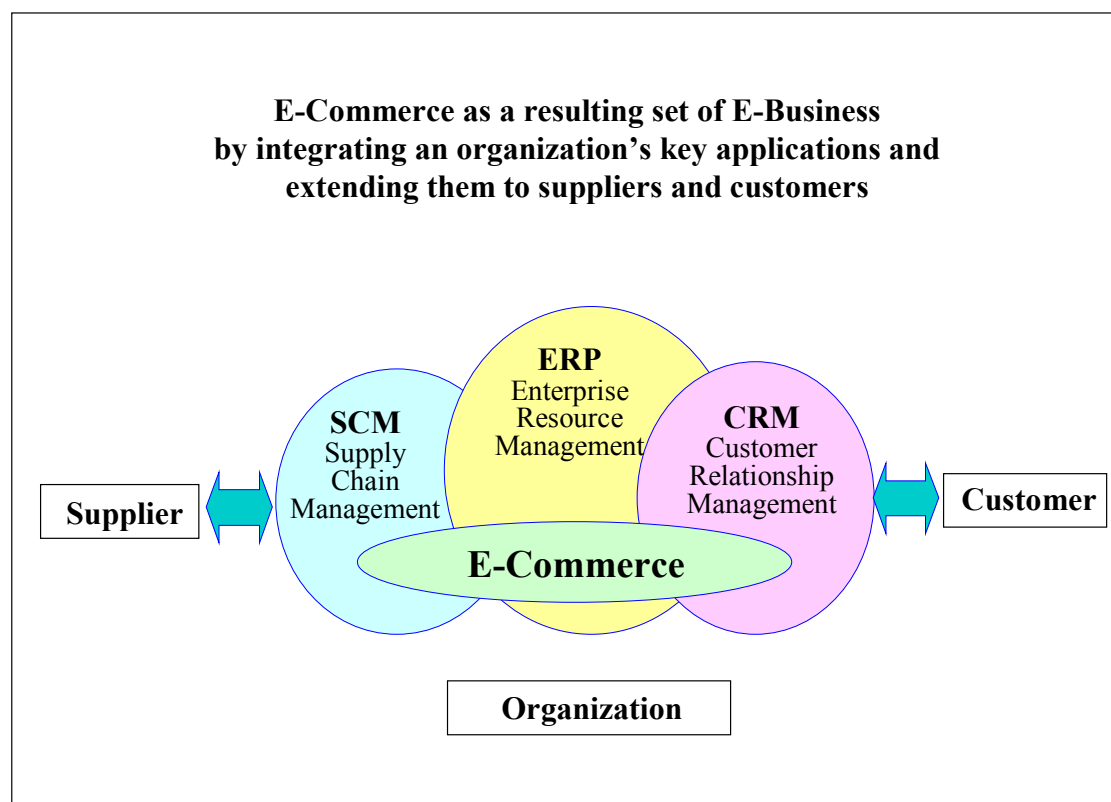 E-Commerce as a resulting set of E-Business
by integrating an organization’s key applications and
extending them to suppliers and customers
ERP
Enterprise
Resource
Management
SCM
Supply
Chain
Management
CRM
Customer
Relationship
Management
Supplier
Customer
E-Commerce
Organization